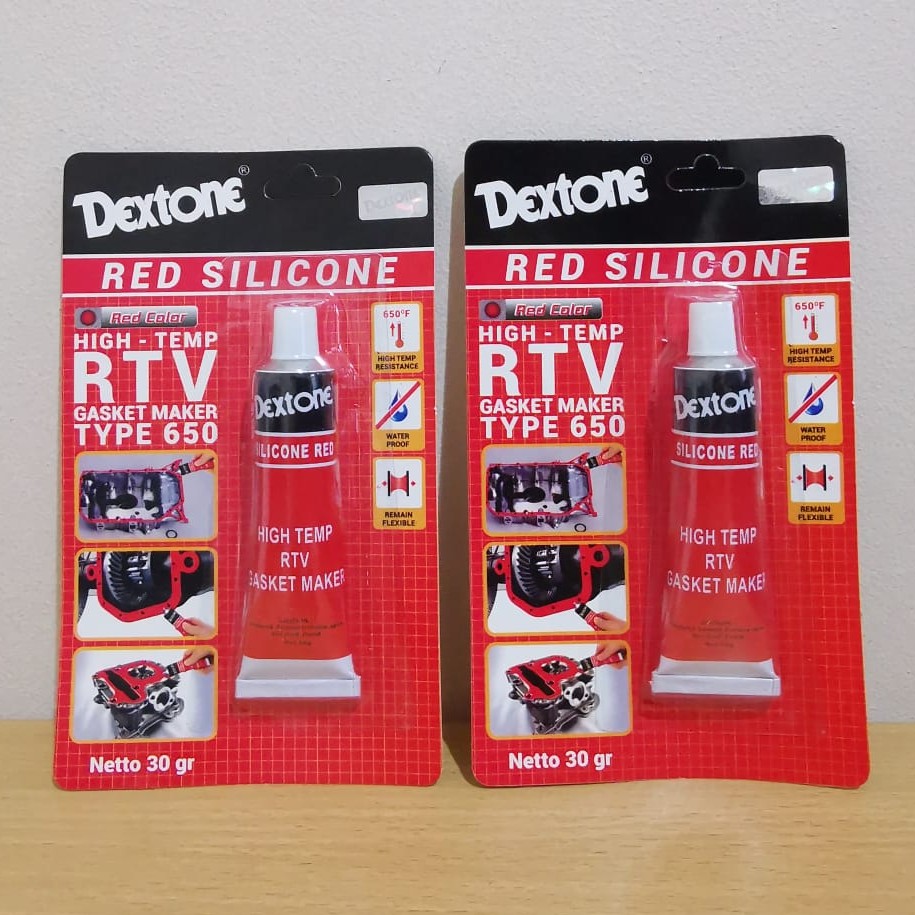 Dextone®
RED SILICONE
Red Color
HIGH - TEMP
RTV
GASKET MAKER
TYPE 650
650°F
HIGH TEMP
RESISTANCE
WATER
PROOF
REMAIN
FLEXIBLE
Dextone
SILICONE RED
HIGH TEMP
RTV
GASKET MAKER
Netto 30 gr
Dextone®
RED SILICONE
Red Color
HIGH - TEMP
RTV
GASKET MAKER
TYPE 650
650°F
HIGH TEMP
RESISTANCE
WATER
PROOF
REMAIN
FLEXIBLE
Dextone
SILICONE RED
HIGH TEMP
RTV
GASKET MAKER
Netto 30 gr